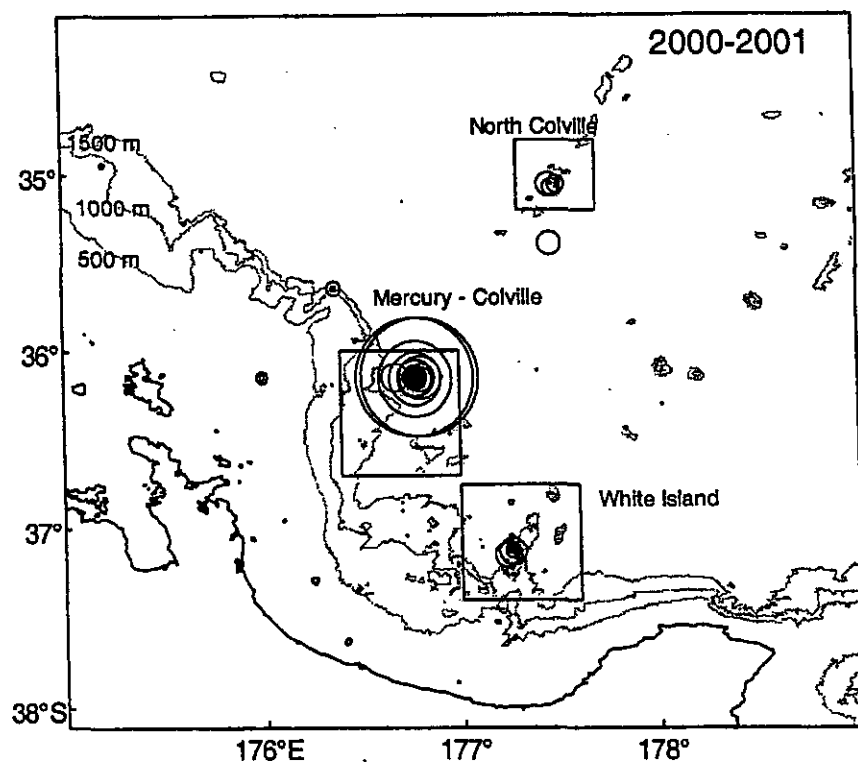 2000-2001
North Colville
1500 m
35°
1000 m
500 m
Mercury - Colville
36°
White Island
37°
38°S
176°E
177°
178°